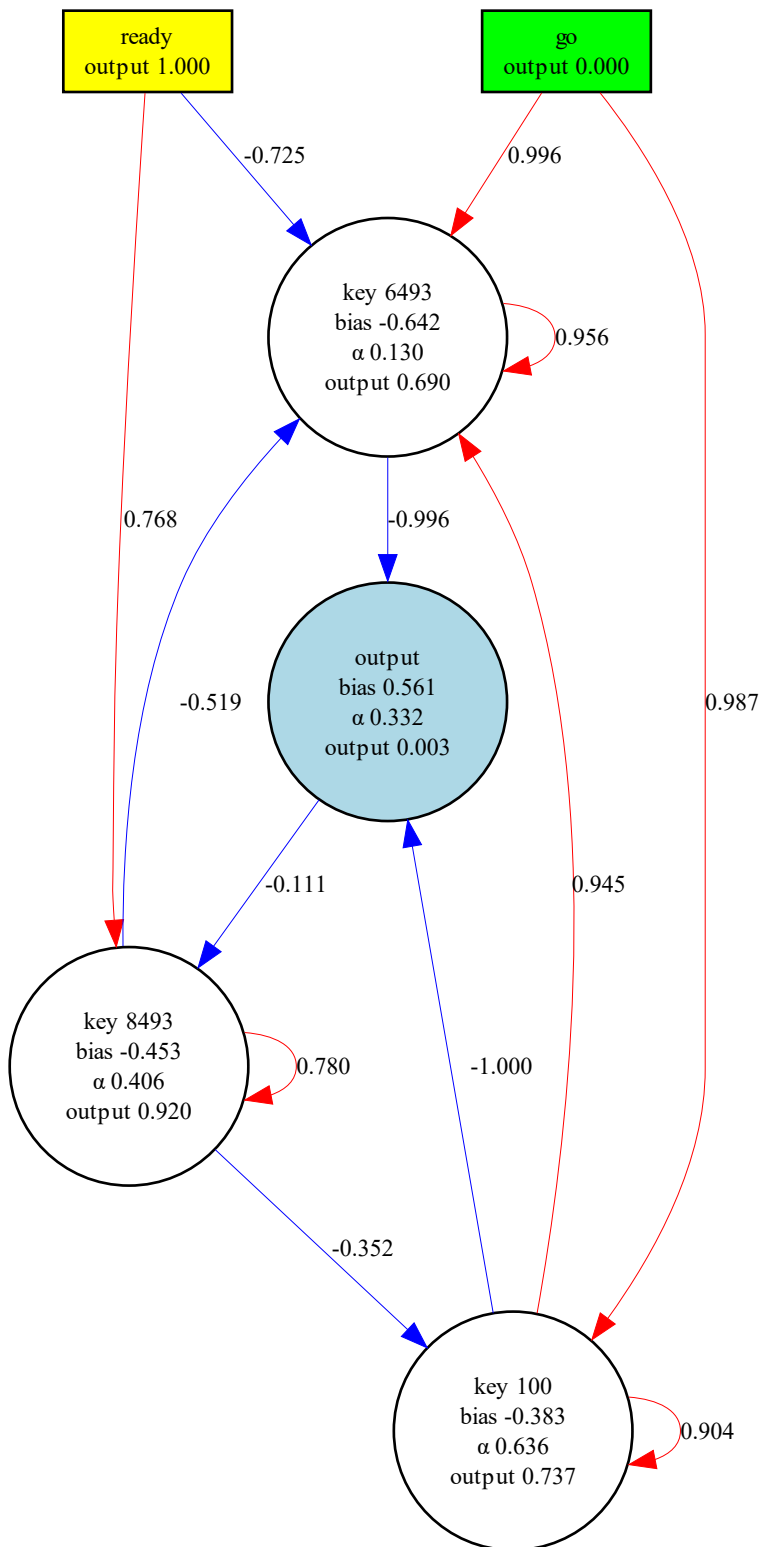 ready
output 1.000
go
output 0.000
-0.725
0.996
key 6493
bias -0.642
α 0.130
output 0.690
0.956
0.768
-0.996
-0.519
output
bias 0.561
α 0.332
output 0.003
0.987
-0.111
0.945
key 8493
bias -0.453
α 0.406
output 0.920
0.780
-1.000
-0.352
key 100
bias -0.383
α 0.636
output 0.737
0.904